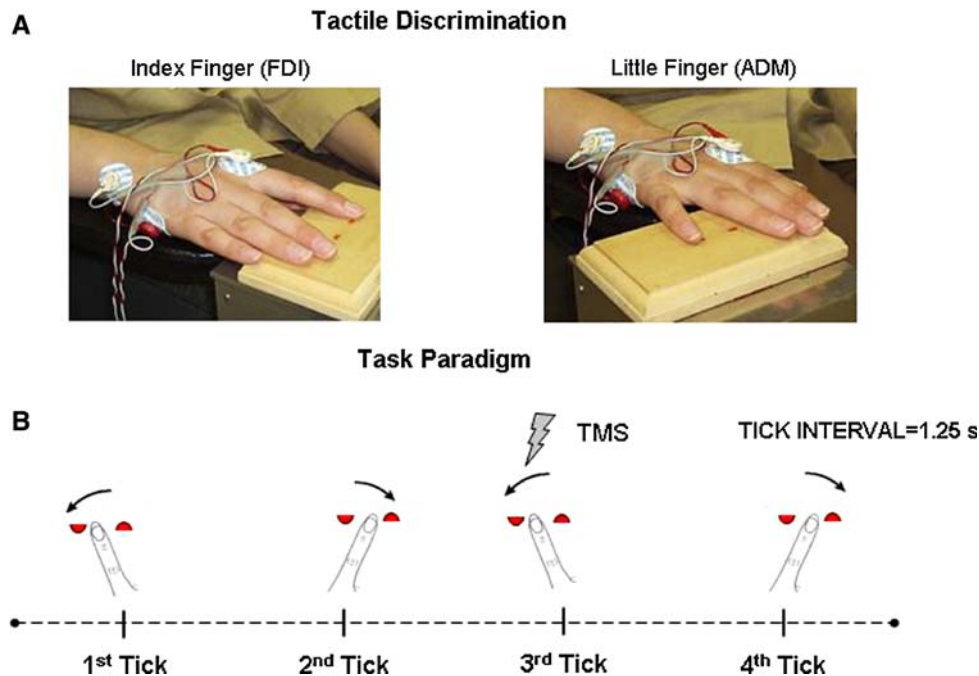 A
Tactile Discrimination
Index Finger (FDI)
Little Finger (ADM)
Task Paradigm
B
TMS
TICK INTERVAL=1.25 s
1st Tick
2nd Tick
3rd Tick
4th Tick